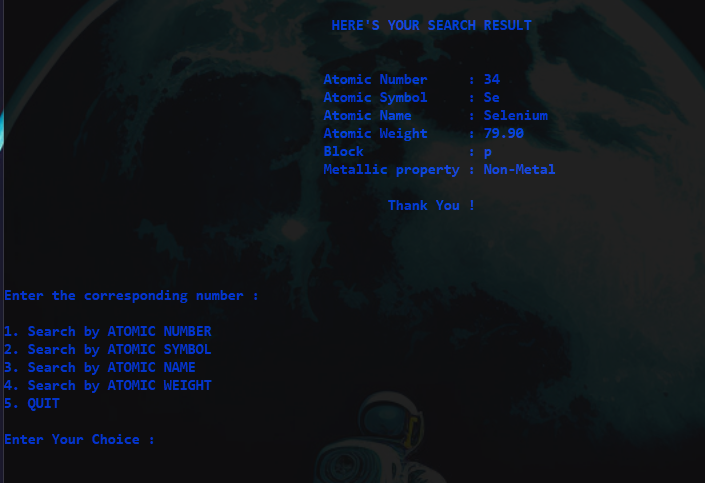 HERE'S YOUR SEARCH RESULT
Atomic Number : 34
Atomic Symbol : Se
Atomic Name : Selenium
Atomic Weight : 79.90
Block : p
Metallic property : Non-Metal
Thank You !
Enter the corresponding number :
1. Search by ATOMIC NUMBER
2. Search by ATOMIC SYMBOL
3. Search by ATOMIC NAME
4. Search by ATOMIC WEIGHT
5. QUIT
Enter Your Choice :